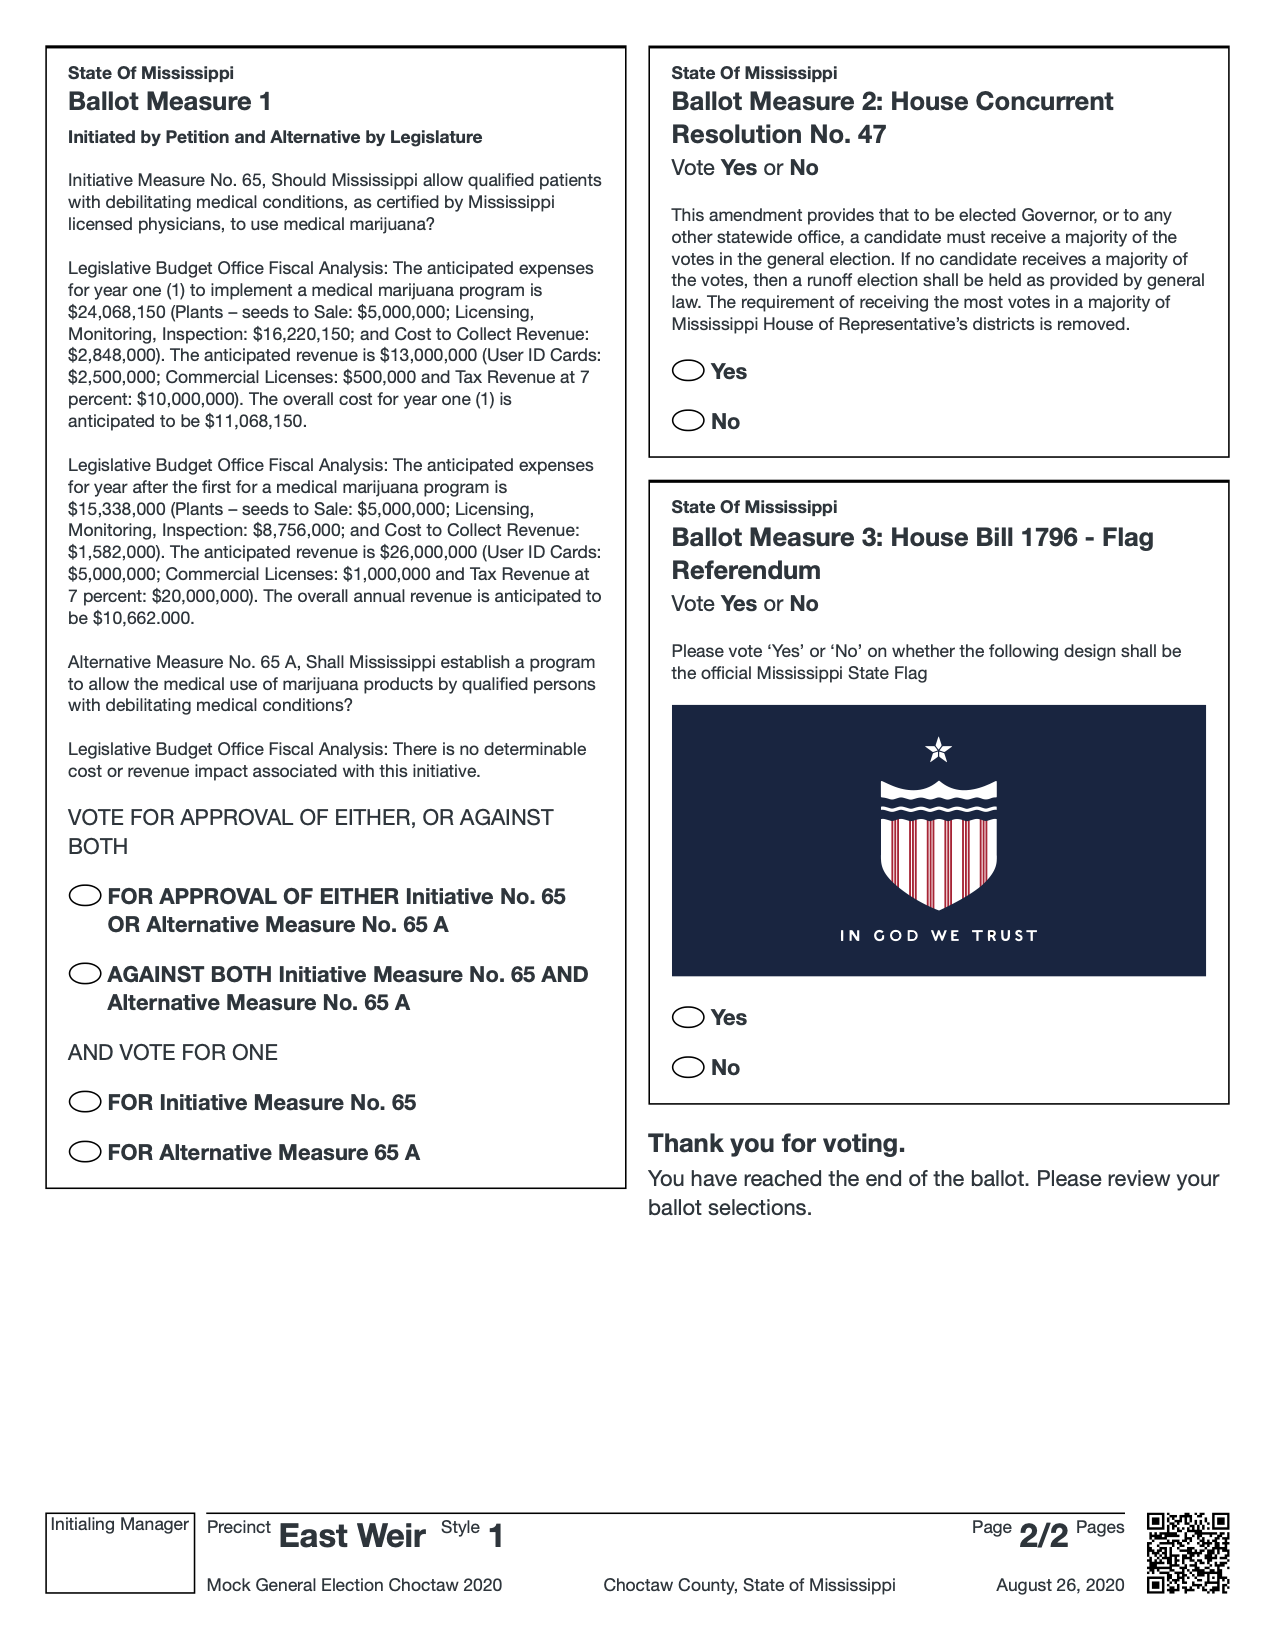 State Of Mississippi
Ballot Measure 1
Initiated by Petition and Alternative by Legislature
Initiative Measure No. 65, Should Mississippi allow qualified patients
with debilitating medical conditions, as certified by Mississippi
licensed physicians, to use medical marijuana?
Legislative Budget Office Fiscal Analysis: The anticipated expenses
for year one (1) to implement a medical marijuana program is
$24,068,150 (Plants – seeds to Sale: $5,000,000; Licensing,
Monitoring, Inspection: $16,220,150; and Cost to Collect Revenue:
$2,848,000). The anticipated revenue is $13,000,000 (User ID Cards:
$2,500,000; Commercial Licenses: $500,000 and Tax Revenue at 7
percent: $10,000,000). The overall cost for year one (1) is
anticipated to be $11,068,150.
Legislative Budget Office Fiscal Analysis: The anticipated expenses
for year after the first for a medical marijuana program is
$15,338,000 (Plants – seeds to Sale: $5,000,000; Licensing,
Monitoring, Inspection: $8,756,000; and Cost to Collect Revenue:
$1,582,000). The anticipated revenue is $26,000,000 (User ID Cards:
$5,000,000; Commercial Licenses: $1,000,000 and Tax Revenue at
7 percent: $20,000,000). The overall annual revenue is anticipated to
be $10,662.000.
Alternative Measure No. 65 A, Shall Mississippi establish a program
to allow the medical use of marijuana products by qualified persons
with debilitating medical conditions?
Legislative Budget Office Fiscal Analysis: There is no determinable
cost or revenue impact associated with this initiative.
VOTE FOR APPROVAL OF EITHER, OR AGAINST
BOTH
FOR APPROVAL OF EITHER Initiative No. 65
OR Alternative Measure No. 65 A
AGAINST BOTH Initiative Measure No. 65 AND
Alternative Measure No. 65 A
AND VOTE FOR ONE
FOR Initiative Measure No. 65
FOR Alternative Measure 65 A
State Of Mississippi
Ballot Measure 2: House Concurrent
Resolution No. 47
Vote Yes or No
This amendment provides that to be elected Governor, or to any
other statewide office, a candidate must receive a majority of the
votes in the general election. If no candidate receives a majority of
the votes, then a runoff election shall be held as provided by general
law. The requirement of receiving the most votes in a majority of
Mississippi House of Representative’s districts is removed.
Yes
No
State Of Mississippi
Ballot Measure 3: House Bill 1796 - Flag
Referendum
Vote Yes or No
Please vote ‘Yes’ or ‘No’ on whether the following design shall be
the official Mississippi State Flag
IN GOD WE TRUST
Yes
No
Thank you for voting.
You have reached the end of the ballot. Please review your
ballot selections.
Initialing Manager
Precinct East Weir Style 1
Page 2/2 Pages
Mock General Election Choctaw 2020
Choctaw County, State of Mississippi
August 26, 2020